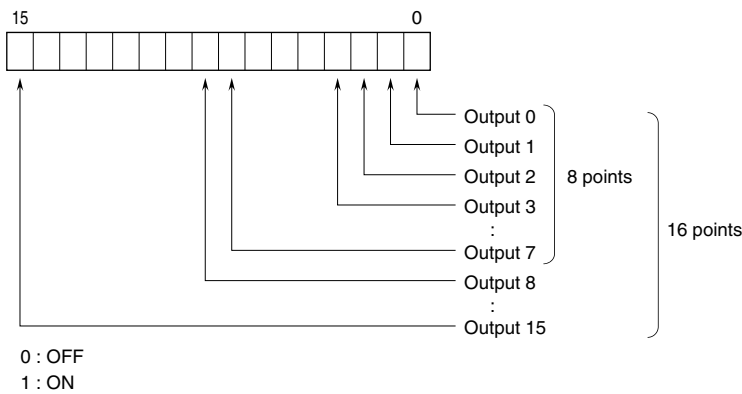 15 0
Output 0
Output 1
Output 2
8 points
Output 3
:
16 points
Output 7
Output 8
:
Output 15
0 : OFF
1 : ON